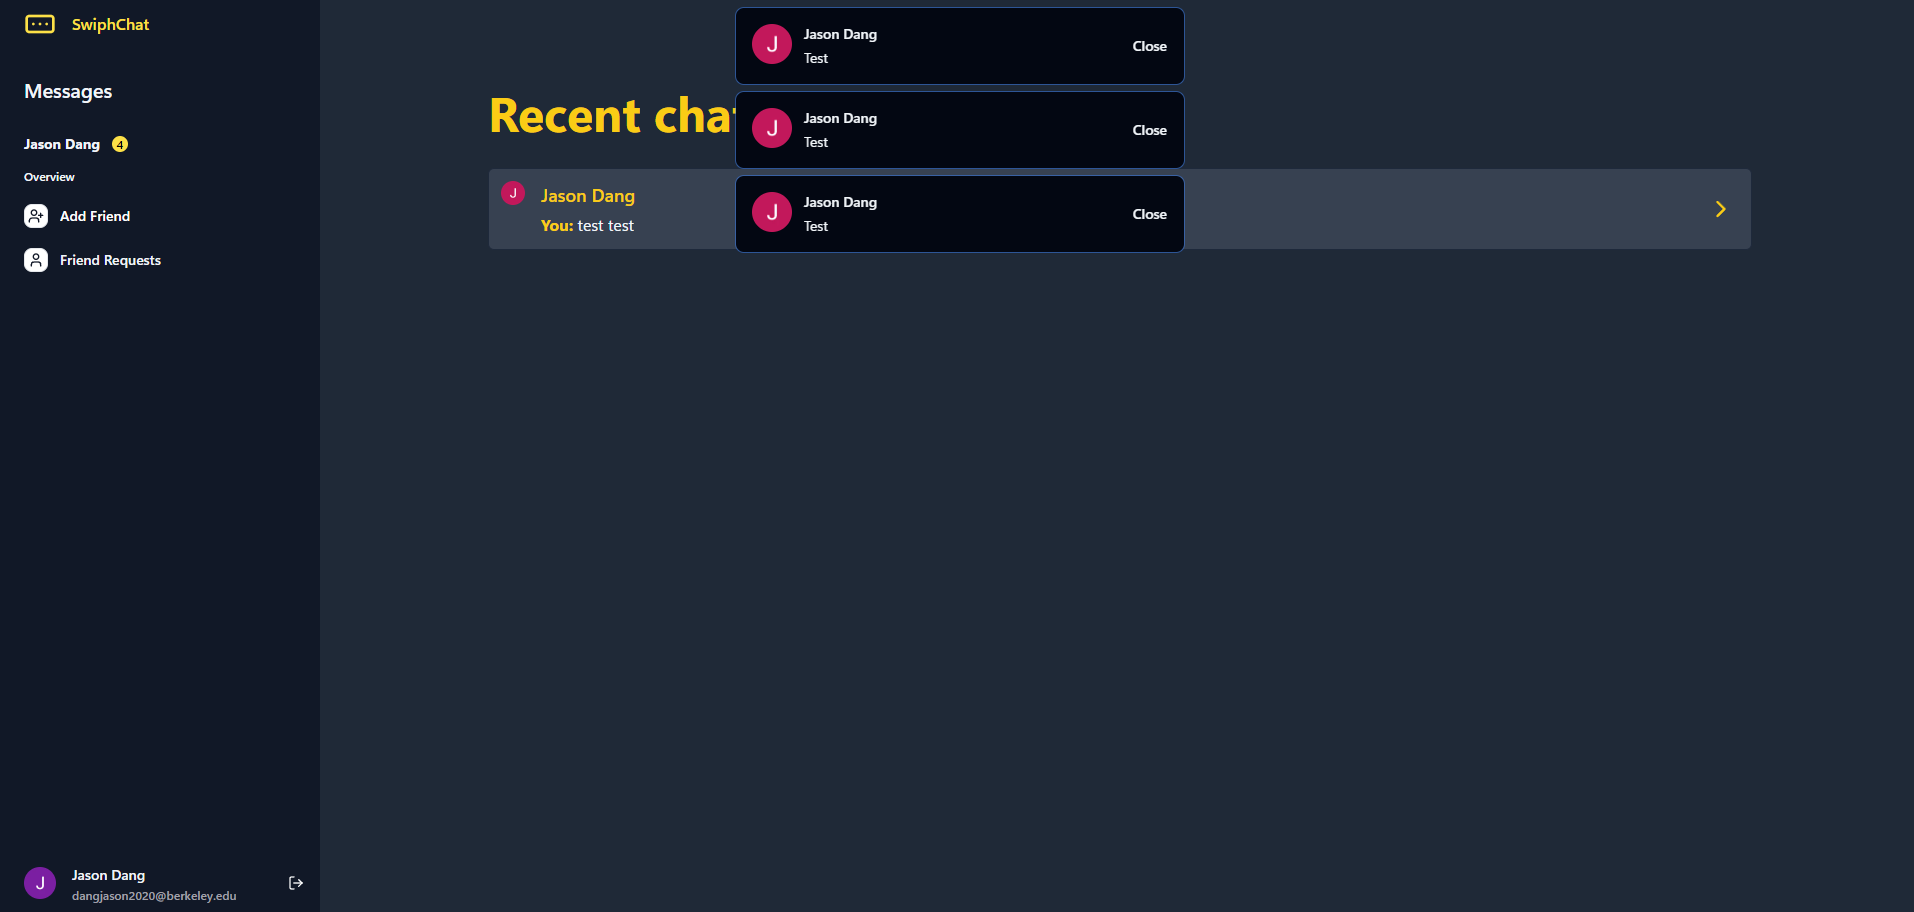 SwiphChat
Messages
Jason Dang 4
Overview
Add Friend
Friend Requests
J
Jason Dang
dangjason2020@berkeley.edu
Recent cha
J
Jason Dang
You: test test
J
Jason Dang
Test
Close
J
Jason Dang
Test
Close
J
Jason Dang
Test
Close